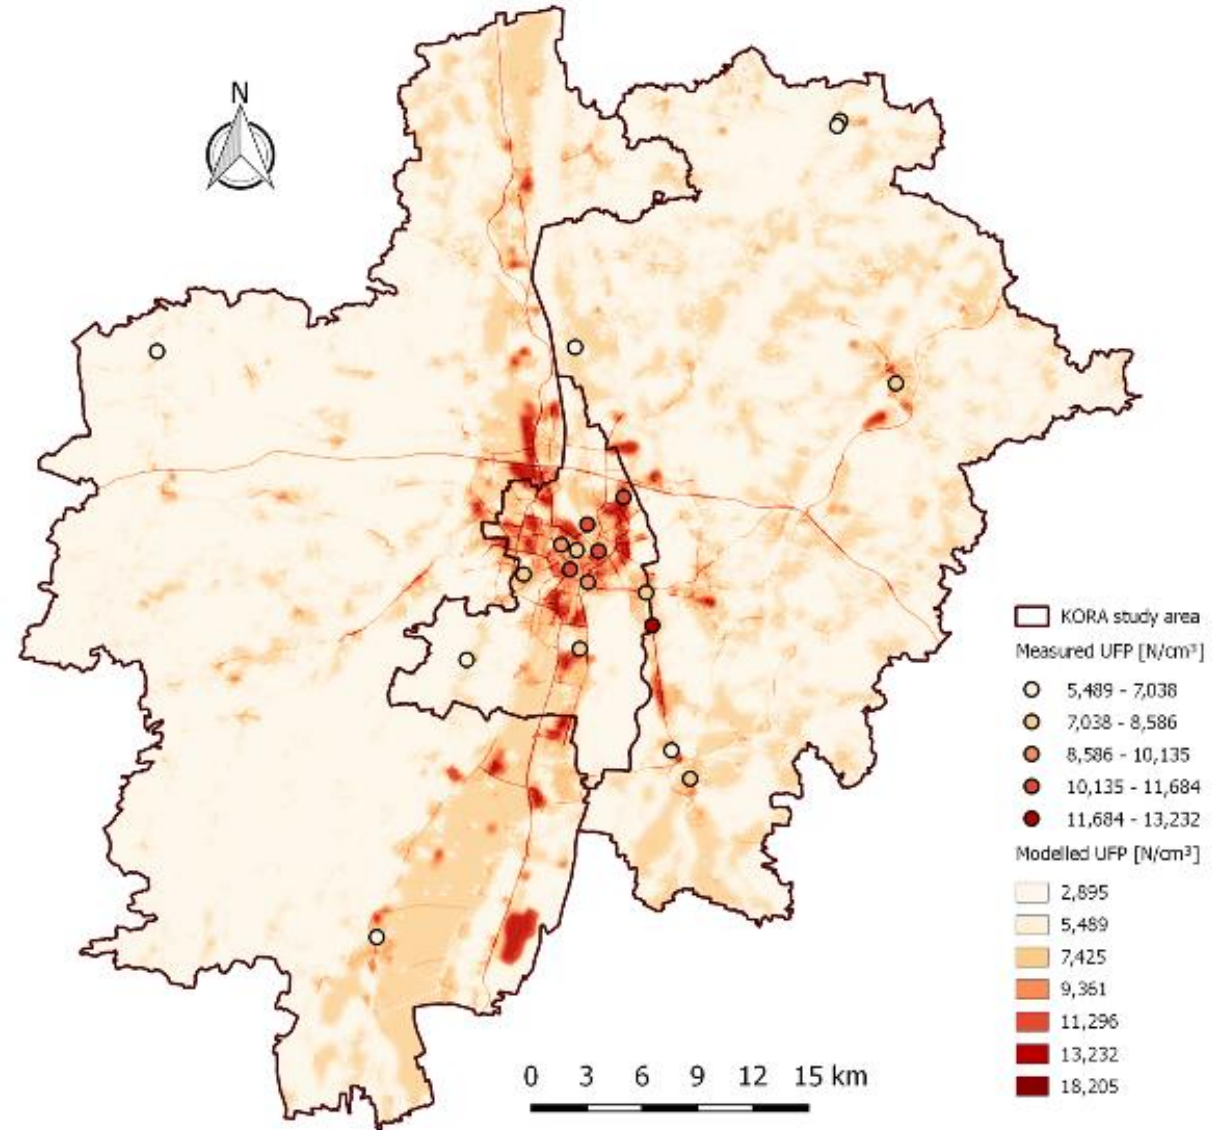 N
KORA study area
Measured UFP [N/cm³]
5,489 - 7,038
7,038 - 8,586
8,586 - 10,135
10,135 - 11,684
11,684 - 13,232
Modelled UFP [N/cm³]
2,895
5,489
7,425
9,361
11,296
13,232
18,205
0 3 6 9 12 15 km